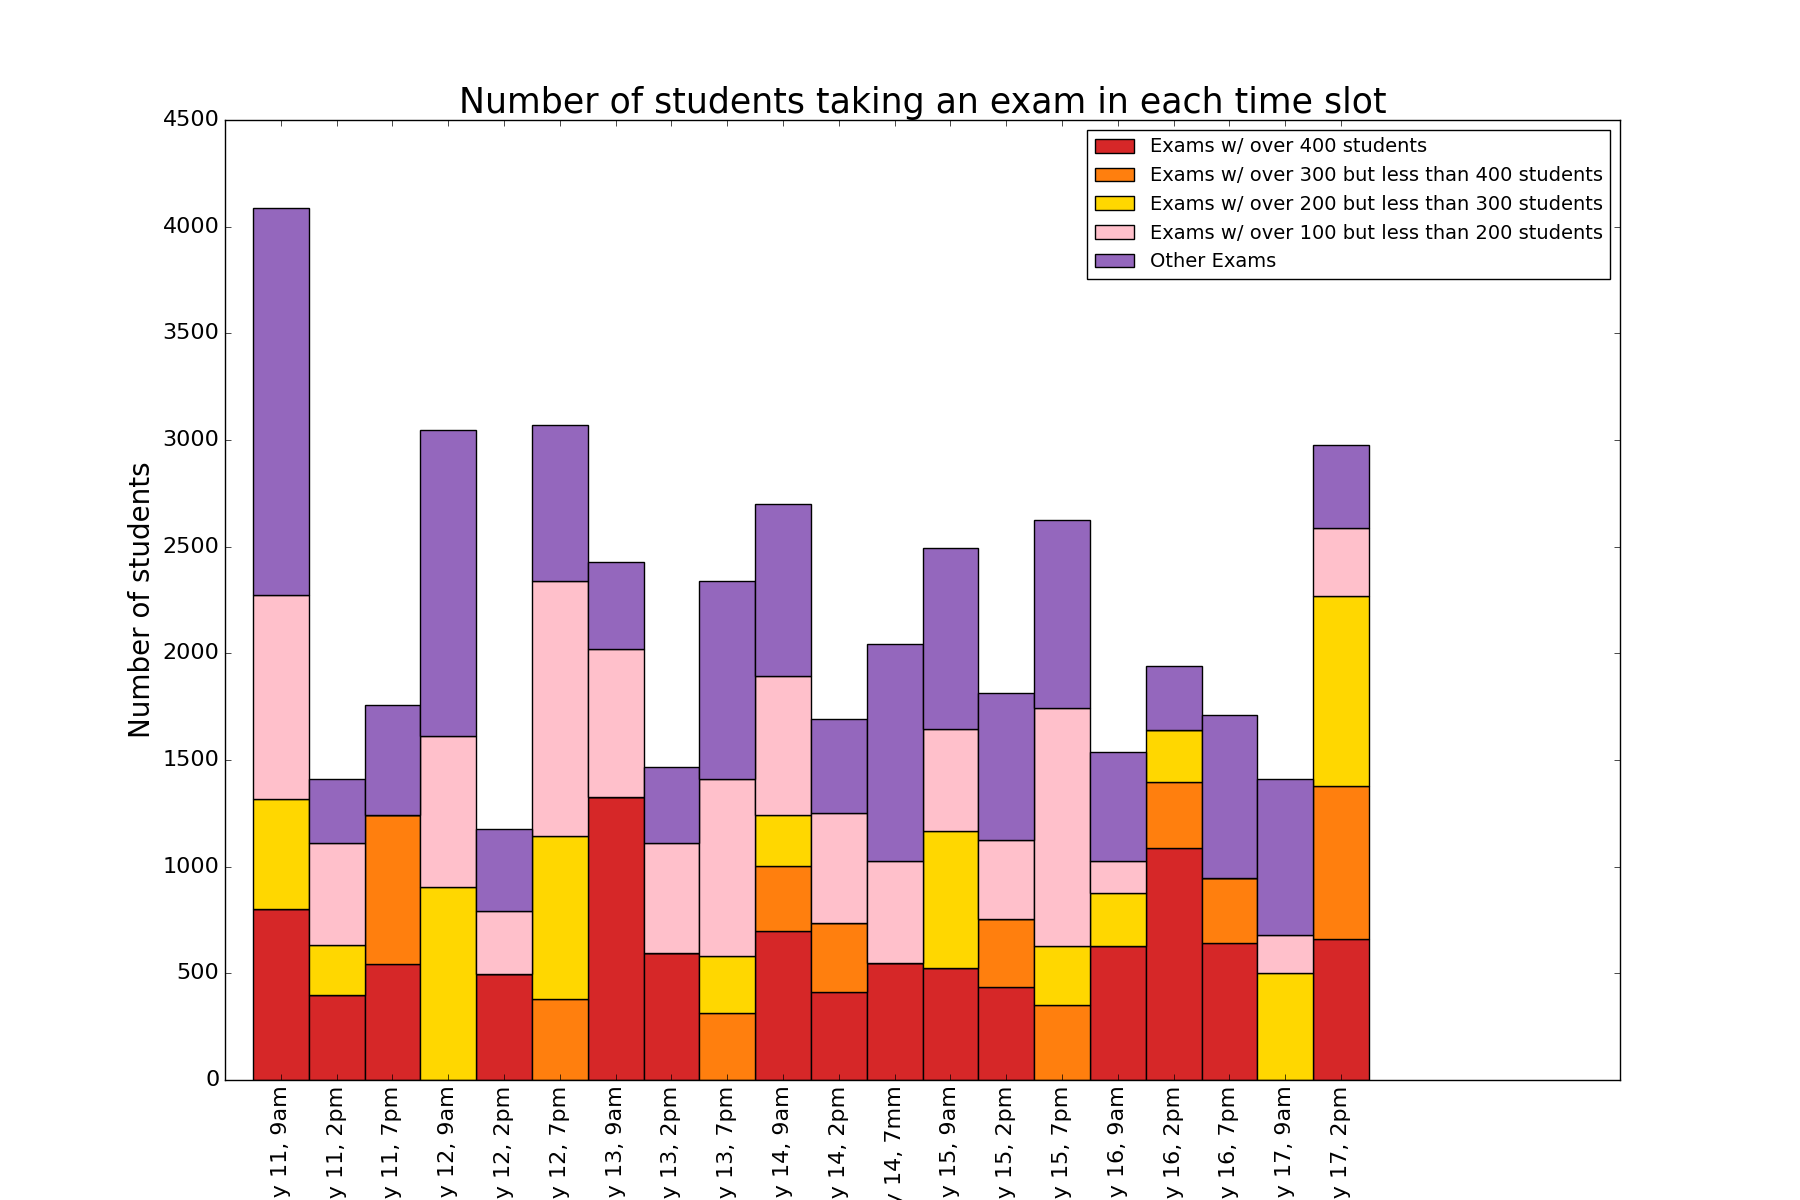 Number of students taking an exam in each time slot
Exams w/ over 400 students
Exams w/ over 300 but less than 400 students
Exams w/ over 200 but less than 300 students
Exams w/ over 100 but less than 200 students
Other Exams
Number of students
4500
4000
3500
3000
2500
2000
1500
1000
500
0
y 11, 9am
y 11, 2pm
y 11, 7pm
y 12, 9am
y 12, 2pm
y 12, 7pm
y 13, 9am
y 13, 2pm
y 13, 7pm
y 14, 9am
y 14, 2pm
y 14, 7mm
y 15, 9am
y 15, 2pm
y 15, 7pm
y 16, 9am
y 16, 2pm
y 16, 7pm
y 17, 9am
y 17, 2pm